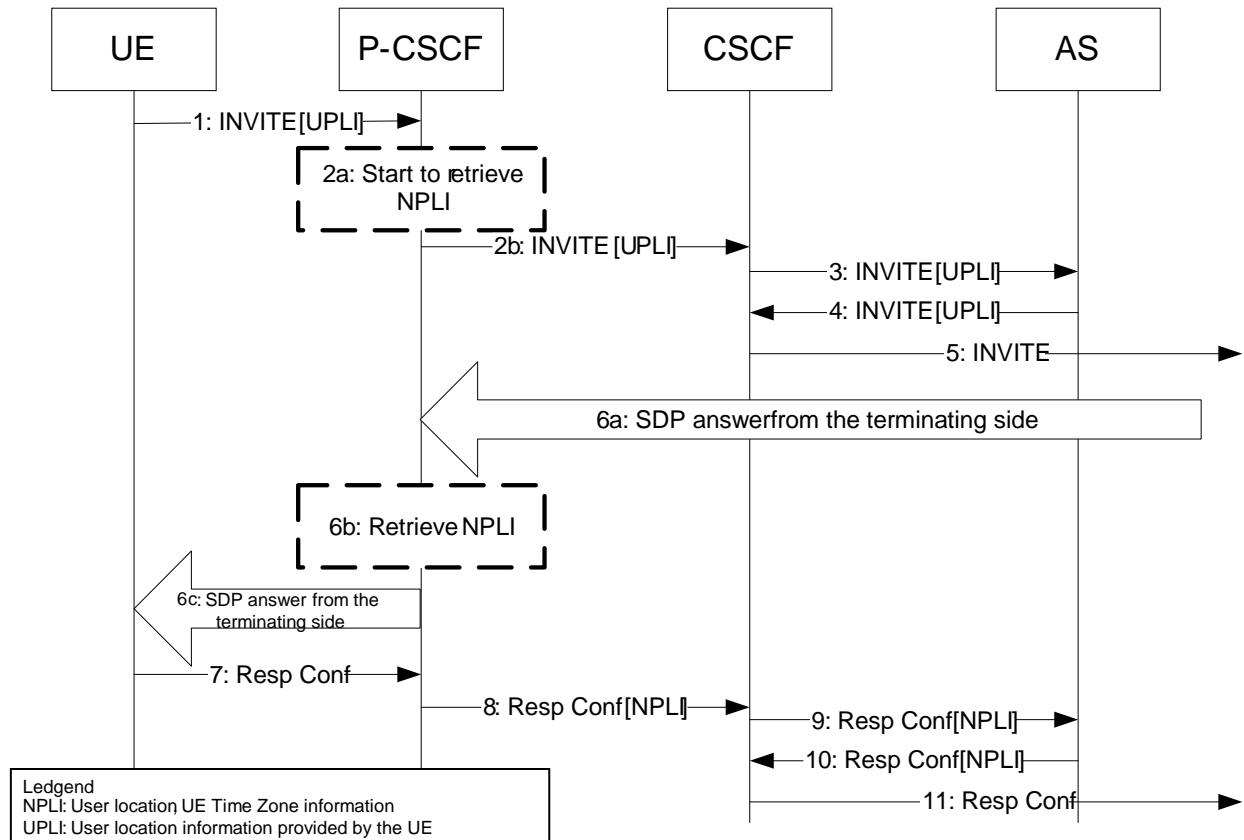 UE
P-CSCF
CSCF
AS
1: INVITE[UPLI]
2a: Start to retrieve
NPLI
2b: INVITE [UPLI]
3: INVITE[UPLI]
4: INVITE[UPLI]
5: INVITE
6a: SDP answerfrom the terminating side
6b: Retrieve NPLI
6c: SDP answer from the
terminating side
7: Resp Conf
8: Resp Conf[NPLI]
9: Resp Conf[NPLI]
10: Resp Conf[NPLI]
11: Resp Conf
Ledgend
NPLI: User location, UE Time Zone information
UPLI: User location information provided by the UE